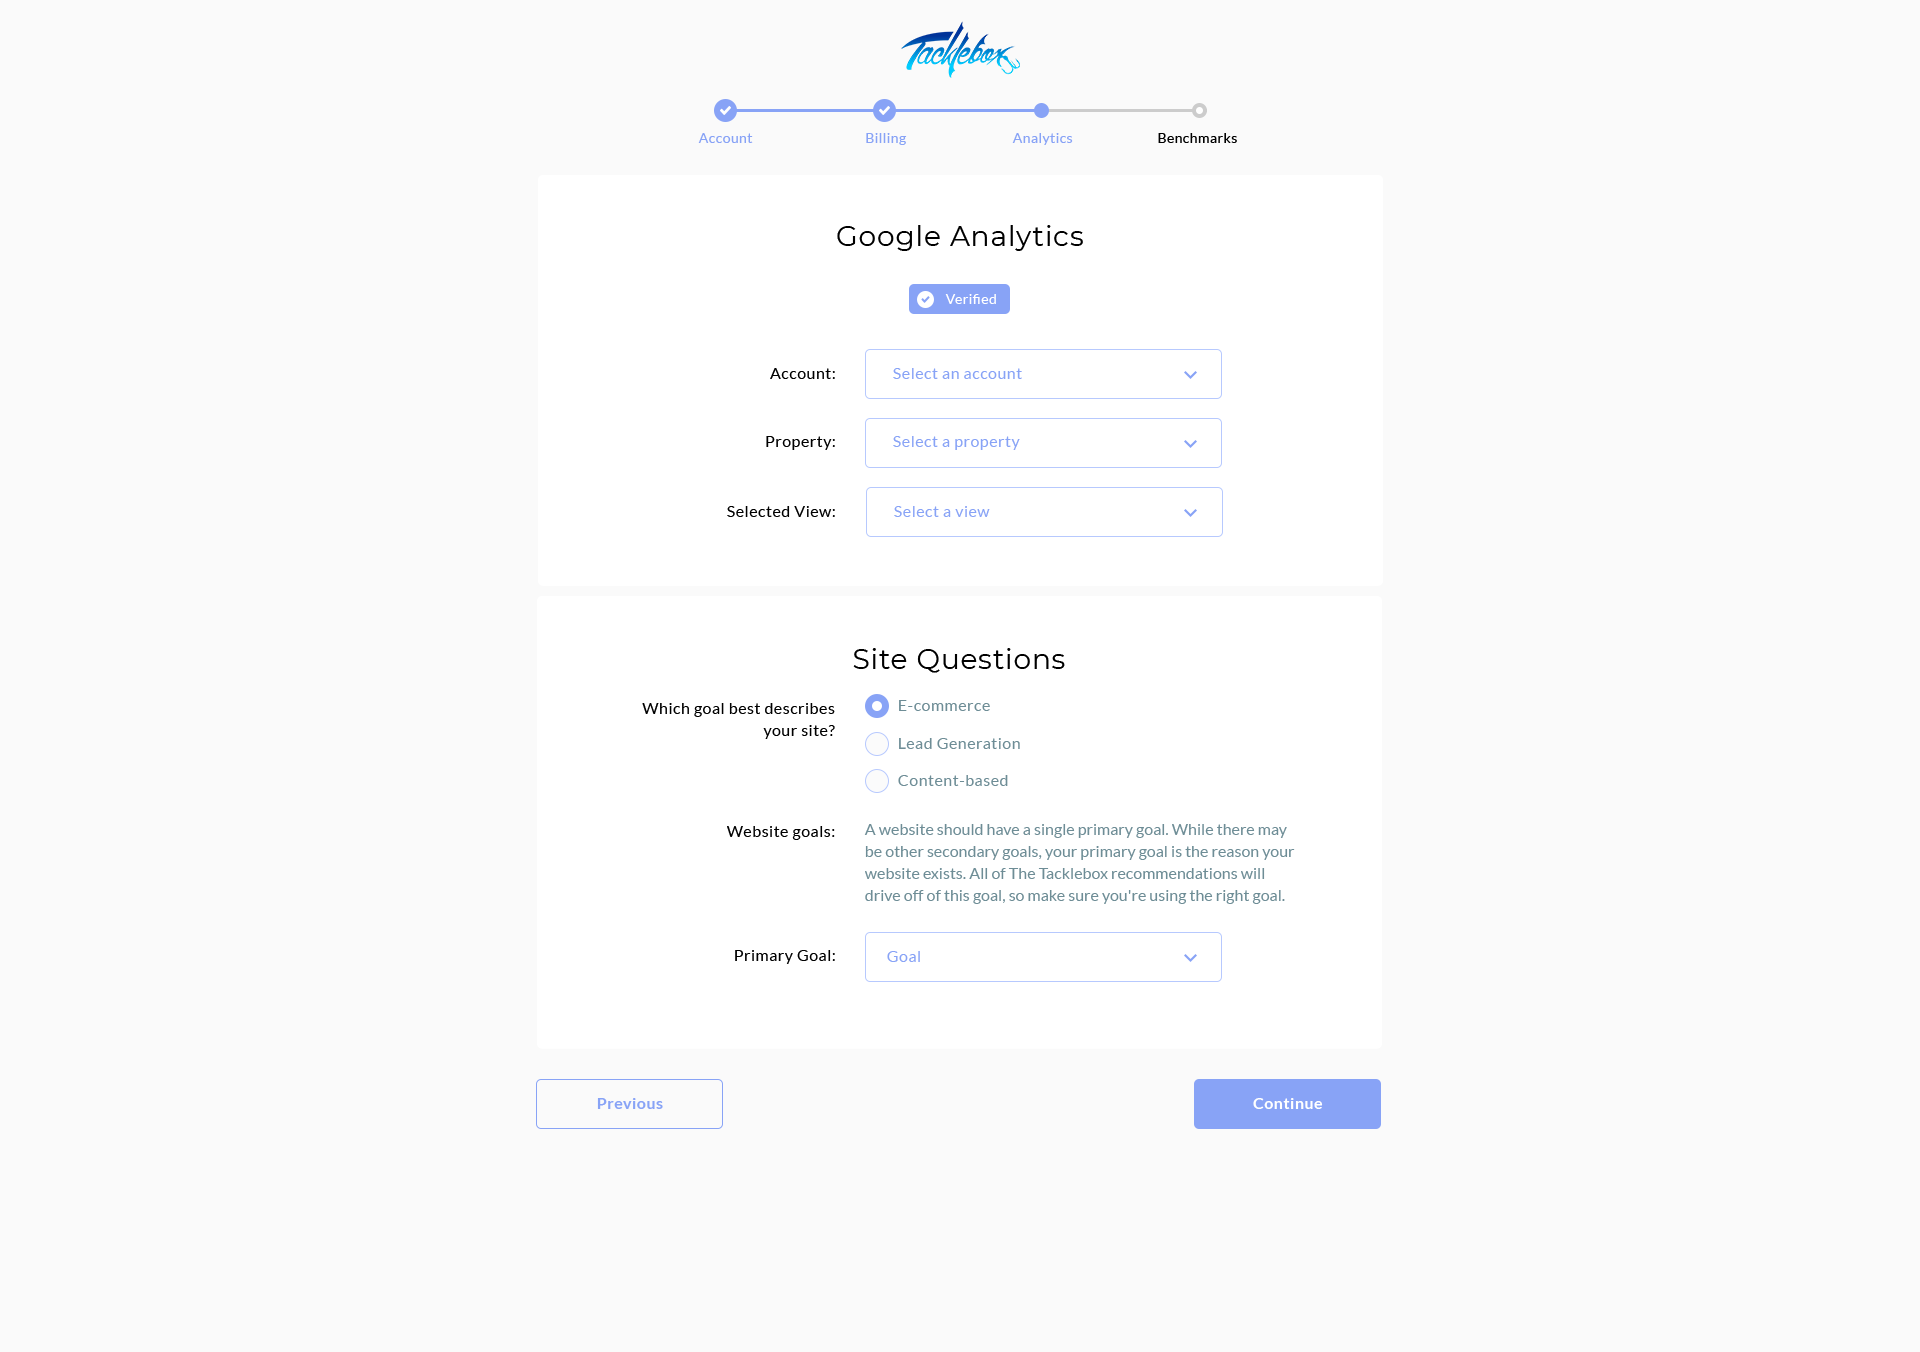 Tacklebox
Account
Billing
Analytics
Benchmarks
Google Analytics
Verified
Account:
Select an account
Property:
Select a property
Selected View:
Select a view
Site Questions
Which goal best describes
your site?
E-commerce
Lead Generation
Content-based
Website goals:
A website should have a single primary goal. While there may
be other secondary goals, your primary goal is the reason your
website exists. All of The Tacklebox recommendations will
drive off of this goal, so make sure you're using the right goal.
Primary Goal:
Goal
Previous
Continue